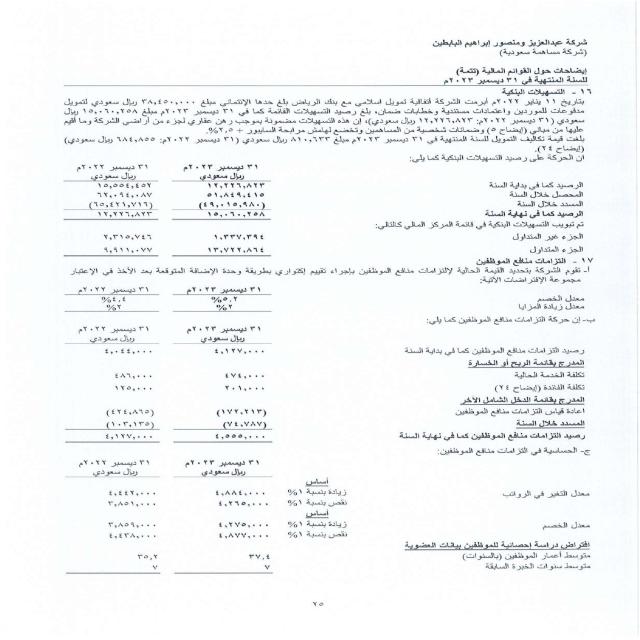 شركة عبدالعزيز ومنصور إبراهيم البابطين
(شركة مساهمة سعودية)
إيضاحات حول القوائم المالية (تتمة)
للسنة المنتهية في ٣١ ديسمبر ٢٠٢٣م
١٦ - التسهيلات البنكية
بتاريخ ١١ يناير ٢٠٢٢م أبرمت الشركة اتفاقية تمويل اسلامي مع بنك الرياض بلغ حدها الإئتماني مبلغ ٣٨,٤٥٠,٠٠٠ ريال سعودي لتمويل
مدفوعات للموردين واعتمادات مستندية وخطابات ضمان، بلغ رصيد التسهيلات القائمة كما في ٣١ ديسمبر ٢٠٢٣م مبلغ ١٥,٠٦٠,٢٥٨ ريال
سعودي (٣١ ديسمبر ٢٠٢٢م: ١٢,٢٢٦,٨٢٣ ريال سعودي)، إن هذه التسهيلات مضمونة بموجب رهن عقاري لجزء من أراضي الشركة وما أقيم
عليها من مباني (إيضاح ٥) وضمانات شخصية من المساهمين وتخضع لهامش مرابحة السايبور + ٢,٥%.
بلغت قيمة تكاليف التمويل للسنة المنتهية في ٣١ ديسمبر ٢٠٢٣م مبلغ ٨١٠,٦٣٣ ريال سعودي (٣١ ديسمبر ٢٠٢٢م: ٦٨٤,٨٥٥ ريال سعودي)
(إيضاح ٢٤).
ان الحركة على رصيد التسهيلات البنكية كما يلي:
٣١ ديسمبر ٢٠٢٣م ٣١ ديسمبر ٢٠٢٢م
ريال سعودي ريال سعودي
الرصيد كما في بداية السنة ١٢,٢٢٦,٨٢٣ ١٠,٥٥٤,٤٥٢
المحصل خلال السنة ٥١,٨٤٩,٤١٥ ٦٢,٠٩٤,٠٨٧
المسدد خلال السنة (٤٩,٠١٥,٩٨٠) (٦٠,٤٢١,٧١٦)
الرصيد كما في نهاية السنة ١٥,٠٦٠,٢٥٨ ١٢,٢٢٦,٨٢٣
تم تبويب التسهيلات البنكية في قائمة المركز المالي كالتالي:
الجزء غير المتداول ١,٣٣٧,٣٩٤ ٢,٣١٥,٧٤٦
الجزء المتداول ١٣,٧٢٢,٨٦٤ ٩,٩١١,٠٧٧
١٧ - التزامات منافع الموظفين
أ- تقوم الشركة بتحديد القيمة الحالية لالتزامات منافع الموظفين بإجراء تقييم إكتواري بطريقة وحدة الإضافة المتوقعة بعد الأخذ في الإعتبار
مجموعة الإفتراضات الآتية:
٣١ ديسمبر ٢٠٢٣م ٣١ ديسمبر ٢٠٢٢م
معدل الخصم ٥,٢% ٤,٤%
معدل زيادة المزايا ٢% ٢%
ب- إن حركة التزامات منافع الموظفين كما يلي:
٣١ ديسمبر ٢٠٢٣م ٣١ ديسمبر ٢٠٢٢م
ريال سعودي ريال سعودي
رصيد التزامات منافع الموظفين كما في بداية السنة ٤,١٢٧,٠٠٠ ٤,٠٤٤,٠٠٠
المدرج بقائمة الربح أو الخسارة
تكلفة الخدمة الحالية ٤٧٤,٠٠٠ ٤٨٦,٠٠٠
تكلفة الفائدة (إيضاح ٢٤) ٢٠١,٠٠٠ ١٢٥,٠٠٠
المدرج بقائمة الدخل الشامل الآخر
اعادة قياس التزامات منافع الموظفين (١٧٢,٢١٣) (٤٢٤,٨٦٥)
المسدد خلال السنة (٧٤,٧٨٧) (١٠٣,١٣٥)
رصيد التزامات منافع الموظفين كما في نهاية السنة ٤,٥٥٥,٠٠٠ ٤,١٢٧,٠٠٠
ج- الحساسية في التزامات منافع الموظفين:
٣١ ديسمبر ٢٠٢٣م ٣١ ديسمبر ٢٠٢٢م
ريال سعودي ريال سعودي
أساس
معدل التغير في الرواتب زيادة بنسبة ١% ٤,٨٨٤,٠٠٠ ٤,٤٤٢,٠٠٠
نقص بنسبة ١% ٤,٢٦٥,٠٠٠ ٣,٨٥١,٠٠٠
أساس
معدل الخصم زيادة بنسبة ١% ٤,٢٧٥,٠٠٠ ٣,٨٥٩,٠٠٠
نقص بنسبة ١% ٤,٨٧٧,٠٠٠ ٤,٤٣٨,٠٠٠
افتراض دراسة إحصائية للموظفين بيانات العضوية
متوسط أعمار الموظفين (بالسنوات) ٣٧,٤ ٣٥,٢
متوسط سنوات الخبرة السابقة ٧ ٧
٢٥